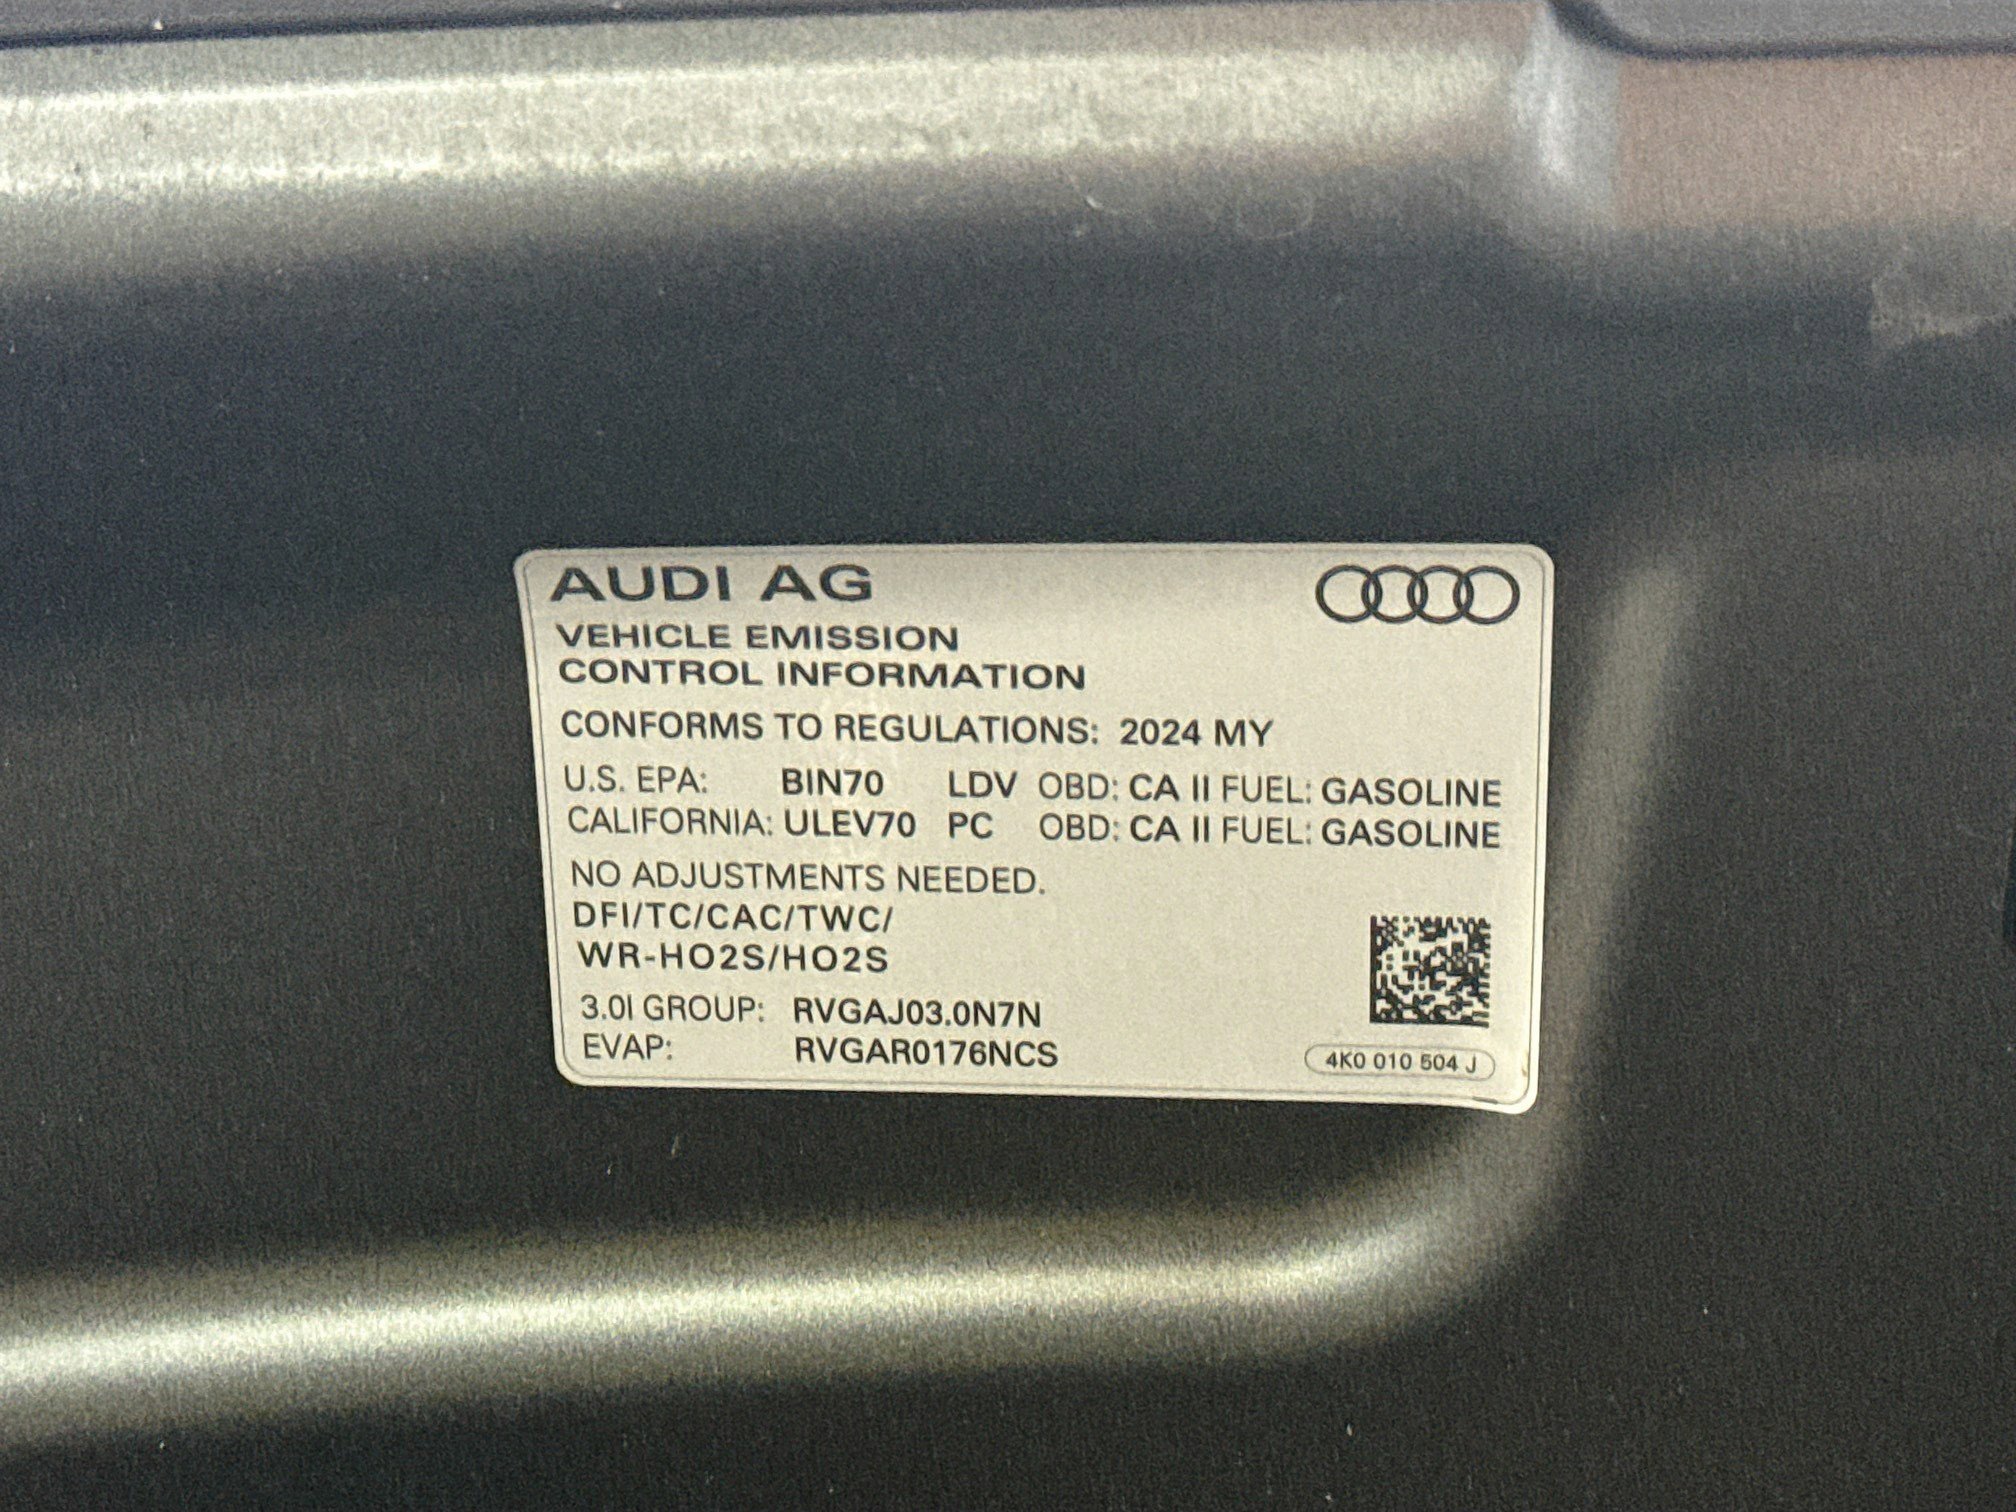 AUDI AG
VEHICLE EMISSION
CONTROL INFORMATION
CONFORMS TO REGULATIONS: 2024 MY
U.S. EPA: BIN70 LDV OBD: CA II FUEL: GASOLINE
CALIFORNIA: ULEV70 PC OBD: CA II FUEL: GASOLINE
NO ADJUSTMENTS NEEDED.
DFI/TC/CAC/TWC/
WR-HO2S/HO2S
3.0l GROUP: RVGAJ03.0N7N
EVAP: RVGAR0176NCS
4K0 010 504 J